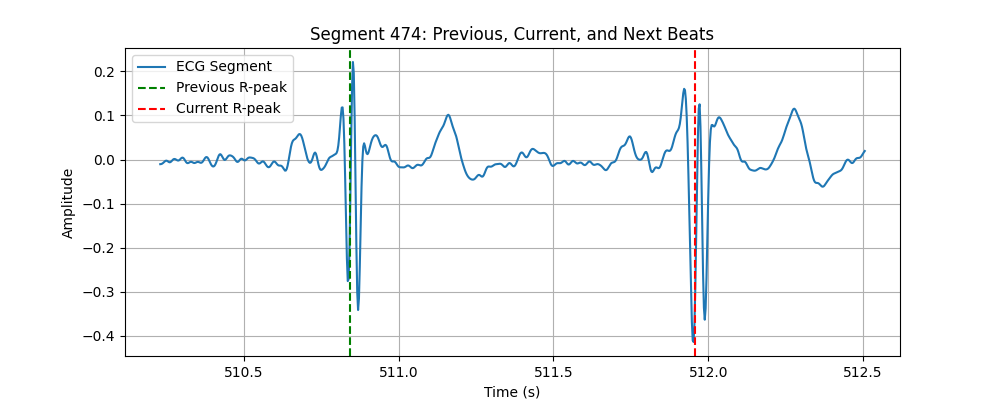 Segment 474: Previous, Current, and Next Beats
ECG Segment
Previous R-peak
Current R-peak
0.2
0.1
0.0
−0.1
−0.2
−0.3
−0.4
Amplitude
510.5 511.0 511.5 512.0 512.5
Time (s)